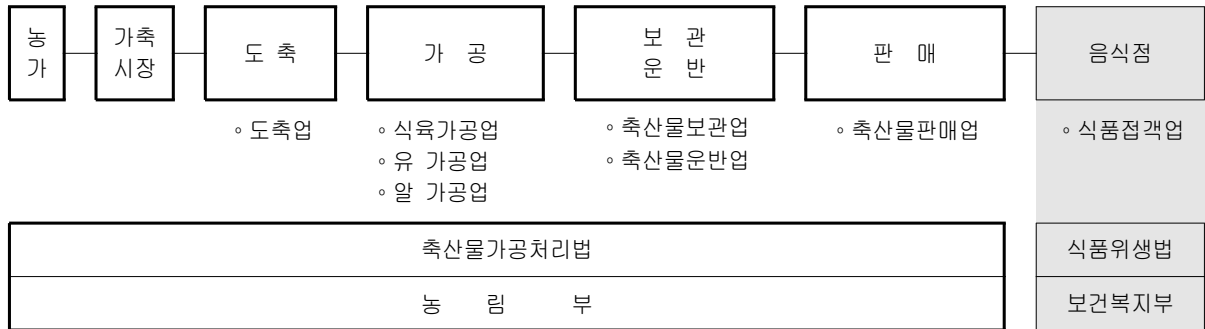 농가
가축시장
도 축
가 공
보 관
운 반
판 매
음식점
∘도축업
∘식육가공업
∘유 가공업
∘알 가공업
∘축산물보관업
∘축산물운반업
∘축산물판매업
∘식품접객업
축산물가공처리법
식품위생법
농 림 부
보건복지부